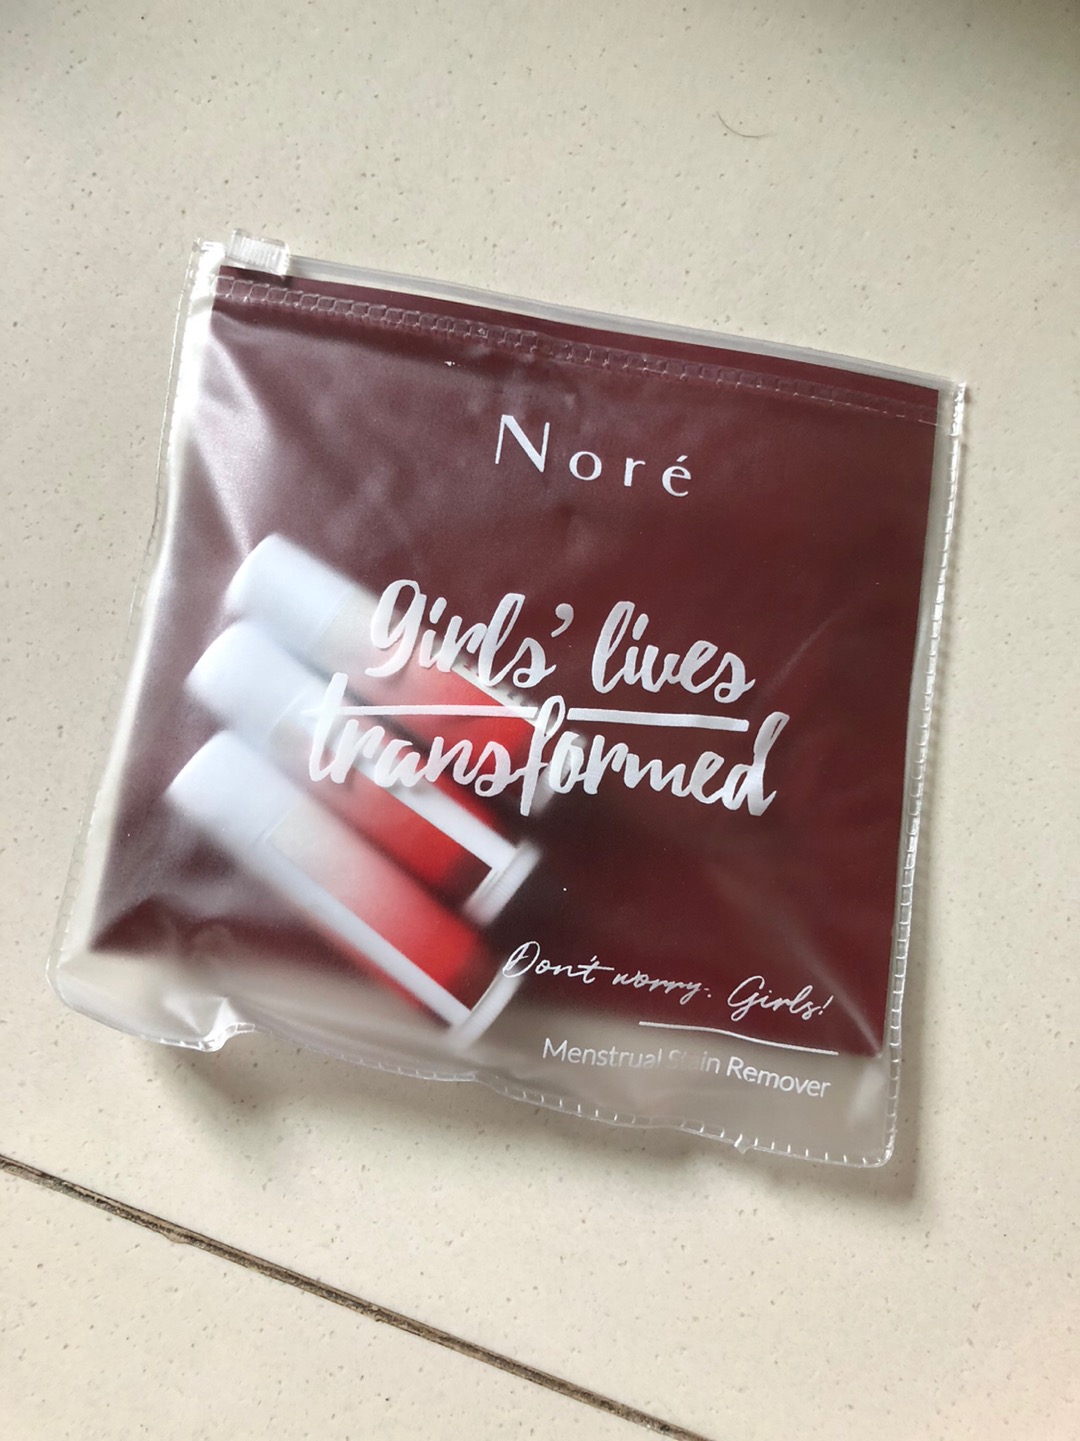 Noré
Girls' lives
transformed
Don't worry. Girls!
Menstrual Stain Remover